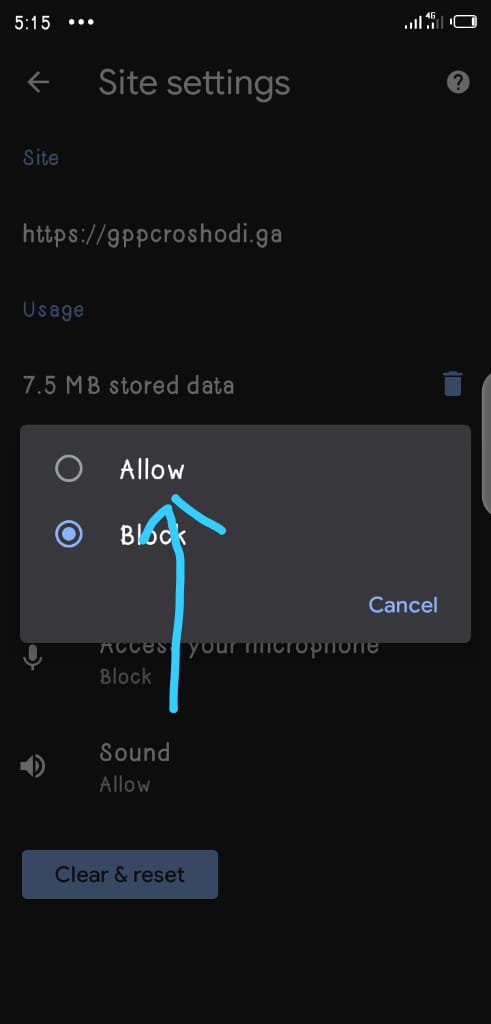 5:15
4G
Site settings
Site
https://gppcroshodi.ga
Usage
7.5 MB stored data
Allow
Block
Cancel
Access your microphone
Block
Sound
Allow
Clear & reset